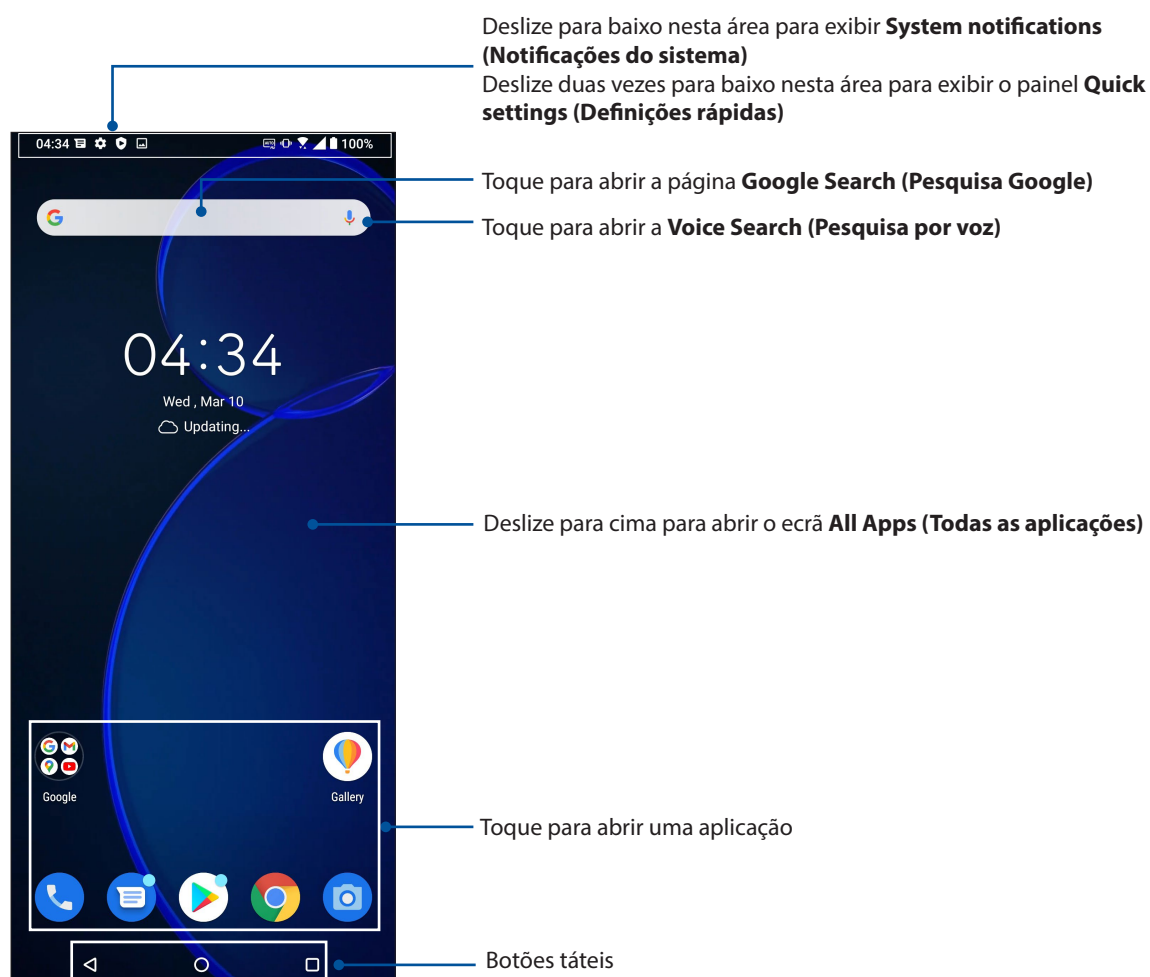 Deslize para baixo nesta área para exibir System notifications
(Notificações do sistema)
Deslize duas vezes para baixo nesta área para exibir o painel Quick
settings (Definições rápidas)
04:34
100%
Toque para abrir a página Google Search (Pesquisa Google)
Toque para abrir a Voice Search (Pesquisa por voz)
04:34
Wed , Mar 10
Updating...
Deslize para cima para abrir o ecrã All Apps (Todas as aplicações)
Google
Gallery
Toque para abrir uma aplicação
Botões táteis